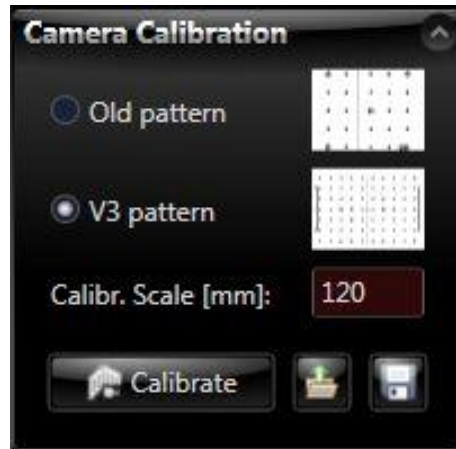 Camera Calibration
Old pattern
V3 pattern
Calibr. Scale [mm]: 120
Calibrate